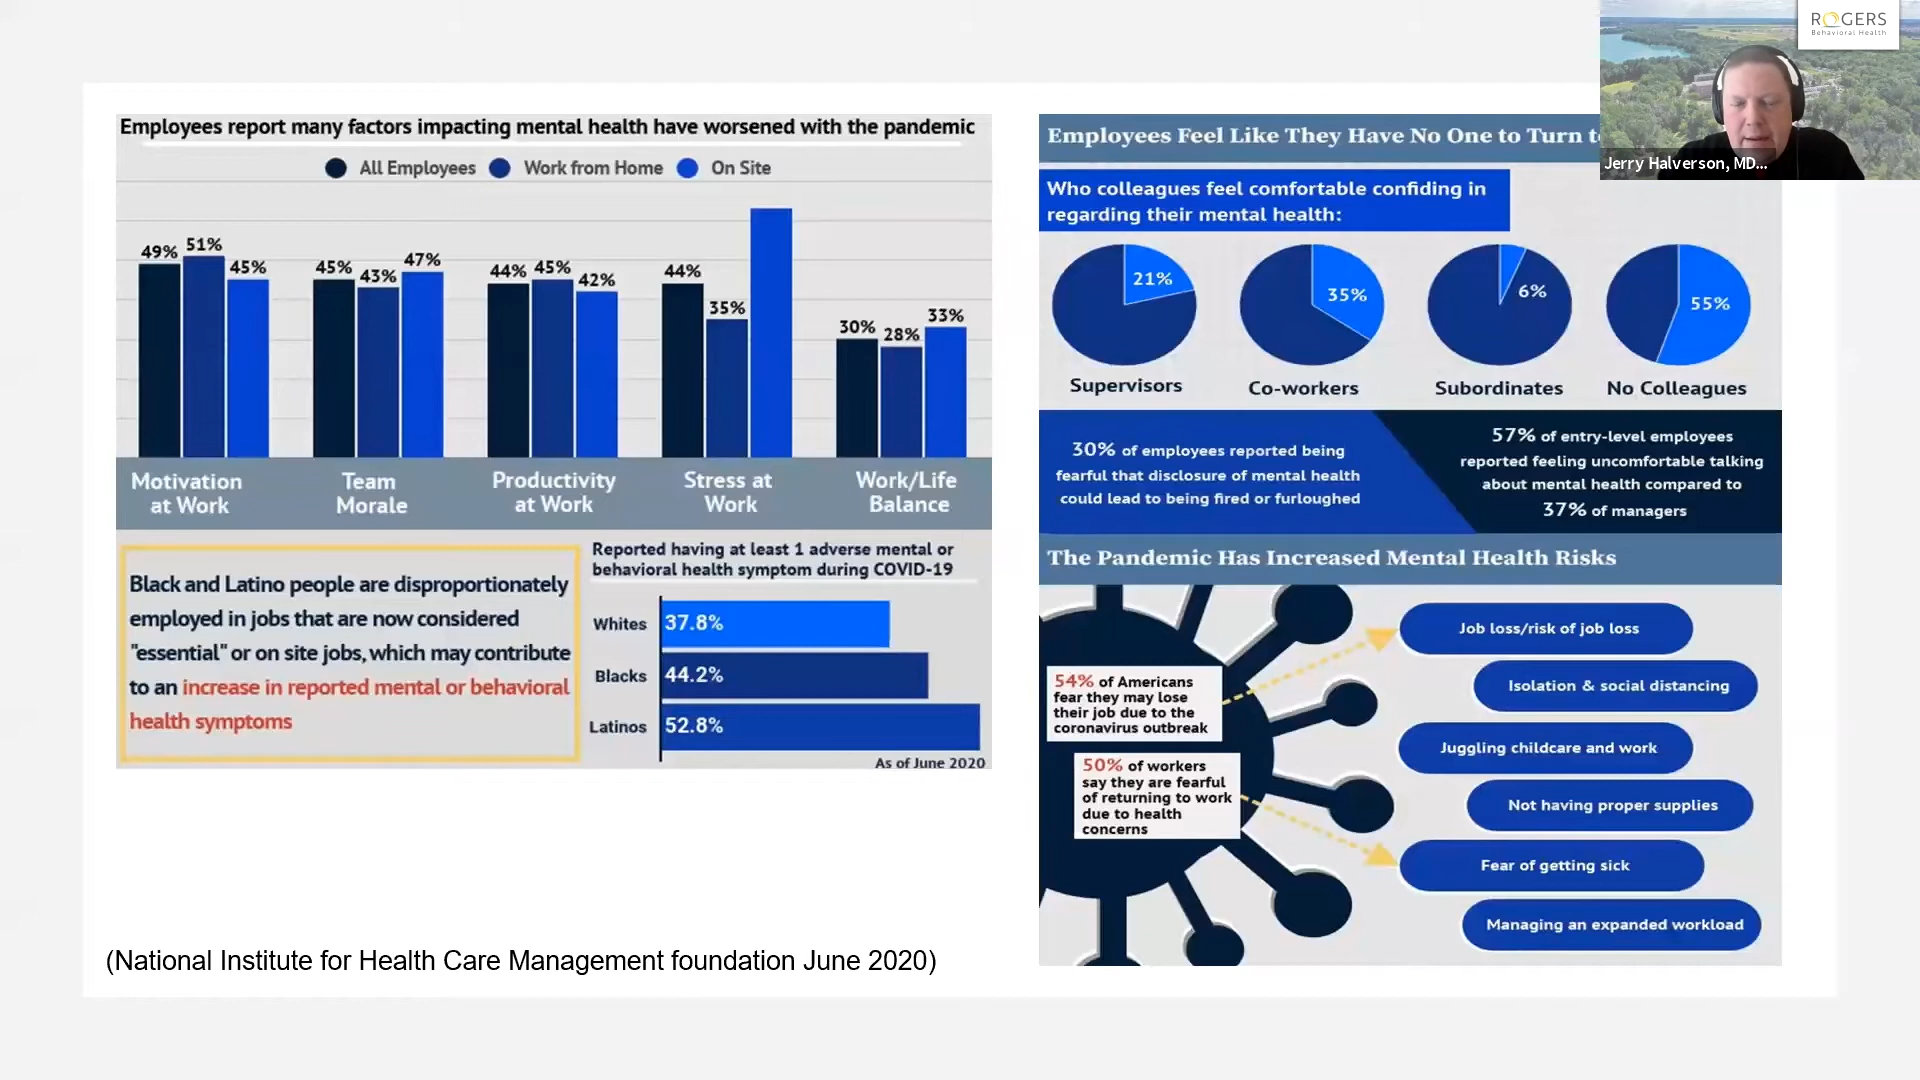 ROGERS
Behavioral Health
Jerry Halverson, MD...
Employees report many factors impacting mental health have worsened with the pandemic
All Employees
Work from Home
On Site
49%
51%
45%
45%
43%
47%
44%
45%
42%
44%
35%
30%
28%
33%
Motivation
at Work
Team
Morale
Productivity
at Work
Stress at
Work
Work/Life
Balance
Black and Latino people are disproportionately
employed in jobs that are now considered
"essential" or on site jobs, which may contribute
to an increase in reported mental or behavioral
health symptoms
Reported having at least 1 adverse mental or
behavioral health symptom during COVID-19
Whites
37.8%
Blacks
44.2%
Latinos
52.8%
As of June 2020
(National Institute for Health Care Management foundation June 2020)
Employees Feel Like They Have No One to Turn
Who colleagues feel comfortable confiding in
regarding their mental health:
21%
35%
6%
55%
Supervisors
Co-workers
Subordinates
No Colleagues
30% of employees reported being
fearful that disclosure of mental health
could lead to being fired or furloughed
57% of entry-level employees
reported feeling uncomfortable talking
about mental health compared to
37% of managers
The Pandemic Has Increased Mental Health Risks
54% of Americans
fear they may lose
their job due to the
coronavirus outbreak
50% of workers
say they are fearful
of returning to work
due to health
concerns
Job loss/risk of job loss
Isolation & social distancing
Juggling childcare and work
Not having proper supplies
Fear of getting sick
Managing an expanded workload